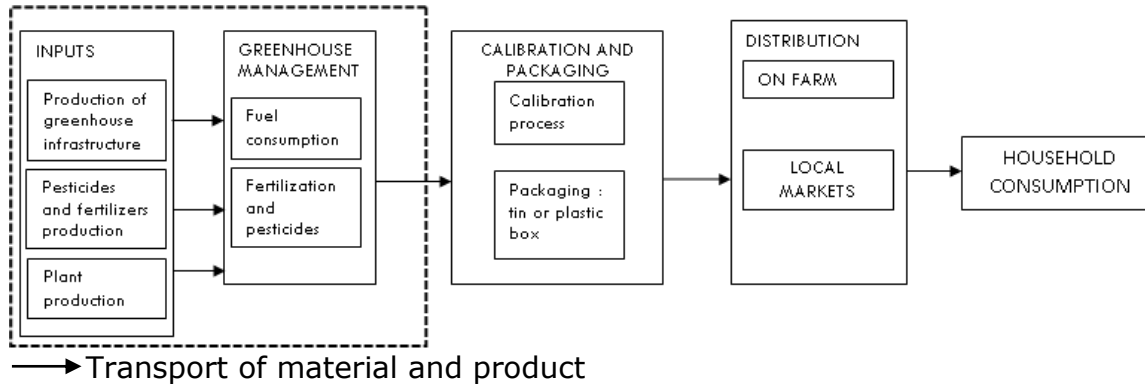 INPUTS
Production of
greenhouse
infrastructure
Pesticides
and fertilizers
production
Plant
production
GREENHOUSE
MANAGEMENT
Fuel
consumption
Fertilization
and
pesticides
CALIBRATION AND
PACKAGING
Calibration
process
Packaging :
tin or plastic
box
DISTRIBUTION
ON FARM
LOCAL
MARKETS
HOUSEHOLD
CONSUMPTION
Transport of material and product